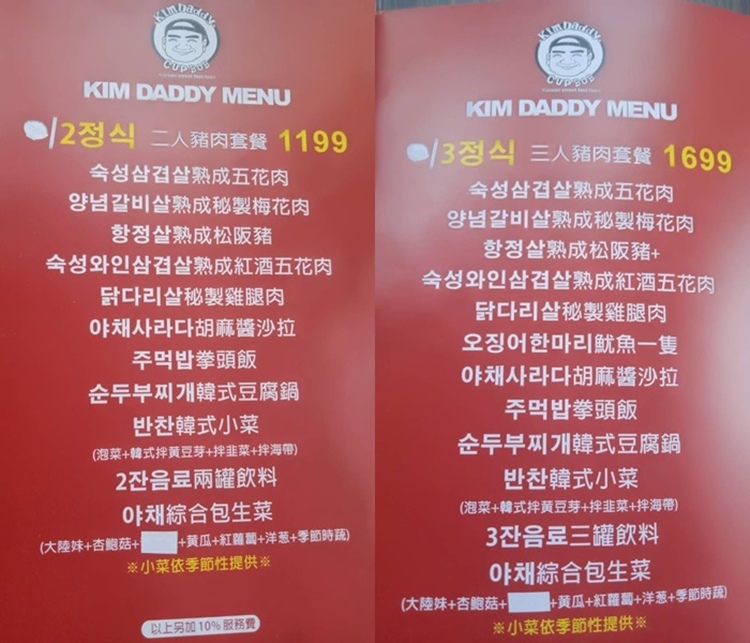 Kim Daddy
CUPBOB
KIM DADDY MENU
/2정식 二人豬肉套餐 1199
숙성삼겹살熟成五花肉
양념갈비살熟成秘製梅花肉
항정살熟成松阪豬
숙성와인삼겹살熟成紅酒五花肉
닭다리살秘製雞腿肉
야채사라다胡麻醬沙拉
주먹밥拳頭飯
순두부찌개韓式豆腐鍋
반찬韓式小菜
(泡菜+韓式拌黃豆芽+拌韭菜+拌海帶)
2잔음료兩罐飲料
야채綜合包生菜
(大陸妹+杏鮑菇+ +黃瓜+紅蘿蔔+洋葱+季節時蔬)
※小菜依季節性提供※
以上另加10%服務費
Kim Daddy
CUPBOB
KIM DADDY MENU
/3정식 三人豬肉套餐 1699
숙성삼겹살熟成五花肉
양념갈비살熟成秘製梅花肉
항정살熟成松阪豬+
숙성와인삼겹살熟成紅酒五花肉
닭다리살秘製雞腿肉
오징어한마리魷魚一隻
야채사라다胡麻醬沙拉
주먹밥拳頭飯
순두부찌개韓式豆腐鍋
반찬韓式小菜
(泡菜+韓式拌黃豆芽+拌韭菜+拌海帶)
3잔음료三罐飲料
야채綜合包生菜
(大陸妹+杏鮑菇+ +黃瓜+紅蘿蔔+洋葱+季節時蔬)
※小菜依季節性提供※